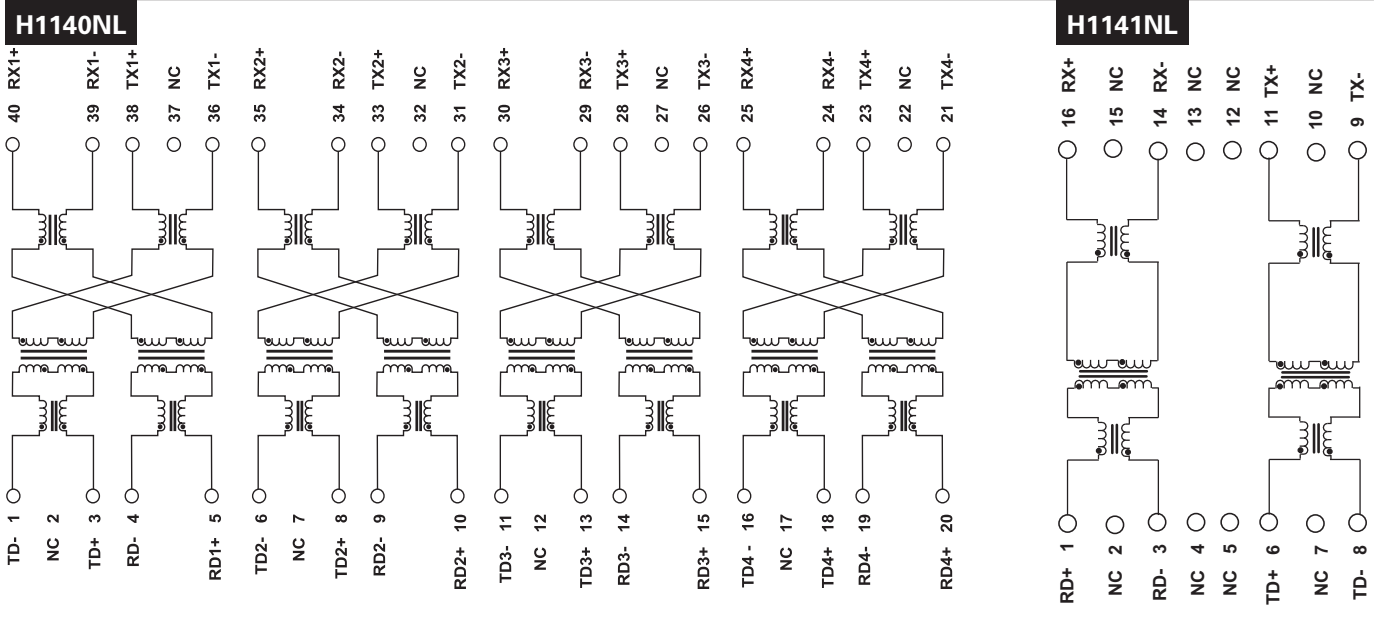 H1140NL
40 RX1+
39 RX1-
38 TX1+
37 NC
36 TX1-
35 RX2+
34 RX2-
33 TX2+
32 NC
31 TX2-
30 RX3+
29 RX3-
28 TX3+
27 NC
26 TX3-
25 RX4+
24 RX4-
23 TX4+
22 NC
21 TX4-
TD- 1
NC 2
TD+ 3
RD- 4
RD1+ 5
TD2- 6
NC 7
TD2+ 8
RD2- 9
RD2+ 10
TD3- 11
NC 12
TD3+ 13
RD3- 14
RD3+ 15
TD4 - 16
NC 17
TD4+ 18
RD4- 19
RD4+ 20
H1141NL
16 RX+
15 NC
14 RX-
13 NC
12 NC
11 TX+
10 NC
9 TX-
RD+ 1
NC 2
RD- 3
NC 4
NC 5
TD+ 6
NC 7
TD- 8